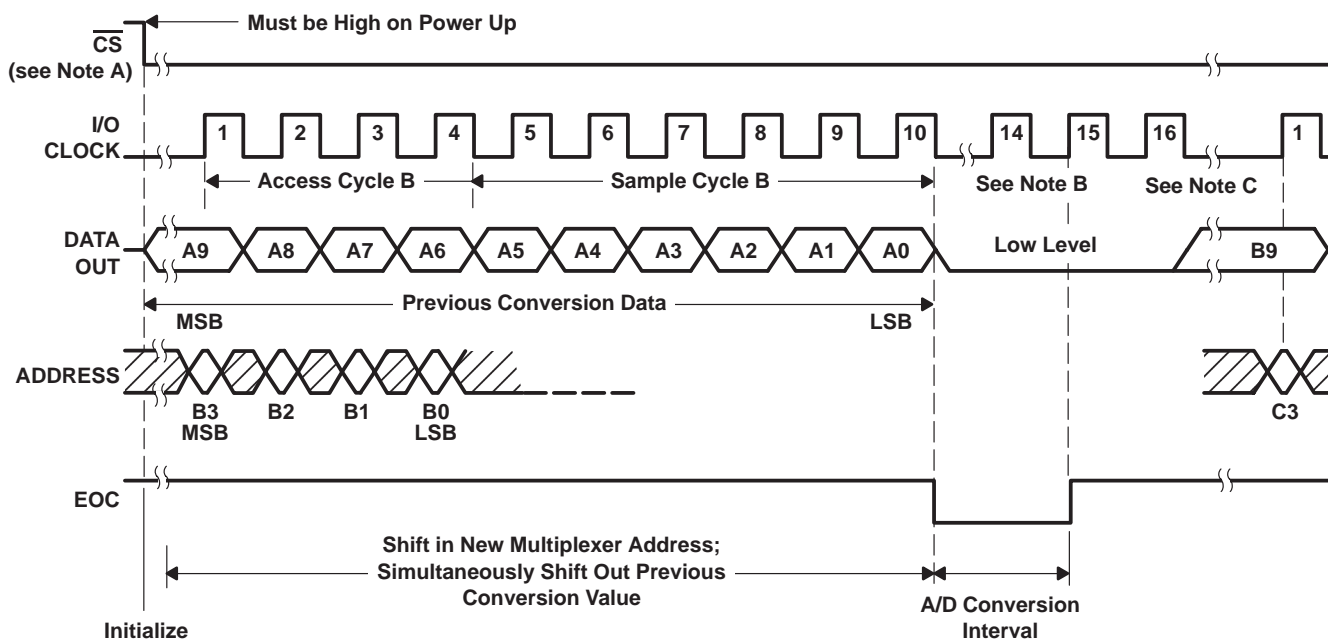 Must be High on Power Up
CS
(see Note A)
I/O
CLOCK
1 2 3 4 5 6 7 8 9 10 14 15 16 1
Access Cycle B
Sample Cycle B
See Note B
See Note C
DATA
OUT
A9 A8 A7 A6 A5 A4 A3 A2 A1 A0
Low Level
B9
Previous Conversion Data
MSB
LSB
ADDRESS
B3 B2 B1 B0
MSB LSB
C3
EOC
Shift in New Multiplexer Address;
Simultaneously Shift Out Previous
Conversion Value
A/D Conversion
Interval
Initialize